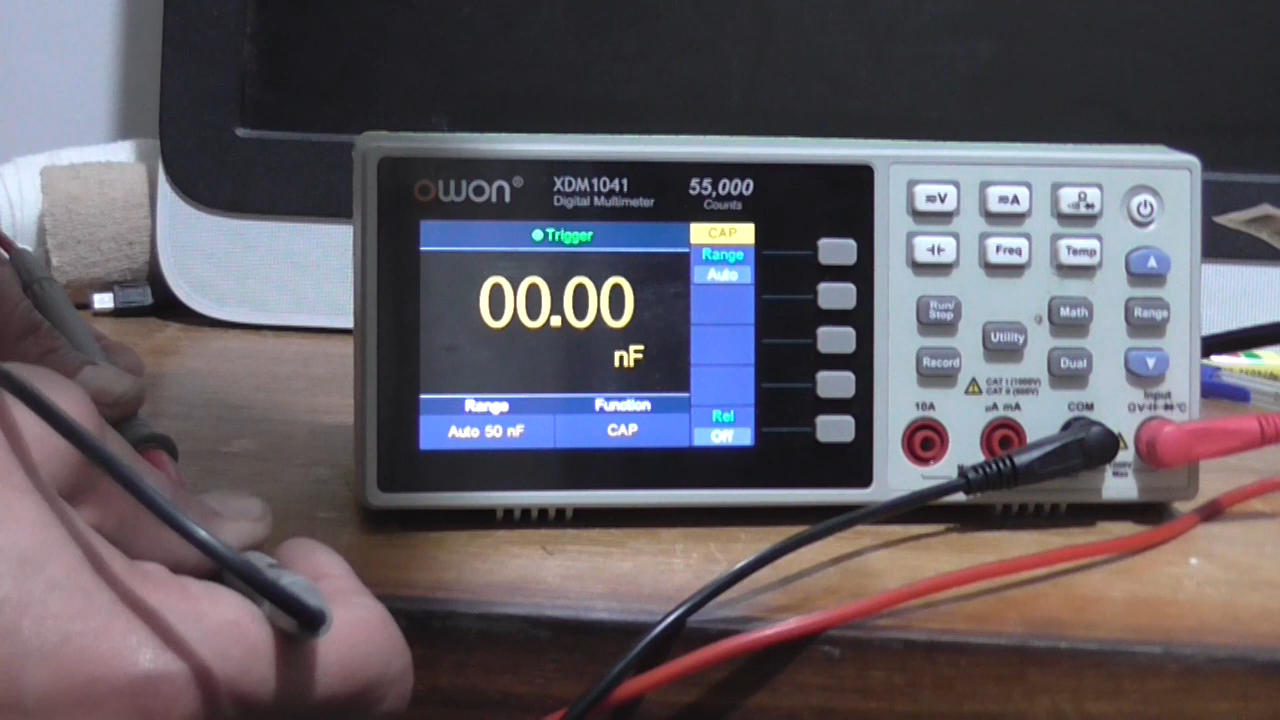 OWON® XDM1041 55,000
Digital Multimeter Counts
Trigger CAP
Range
Auto
00.00
nF
Range Function Rel
Auto 50 nF CAP Off
V A Ω
Freq Temp
Run/Stop Math Range
Utility
Record Dual
CAT I (1000V)
CAT II (600V)
Input
10A μA mA COM
1000V
Max